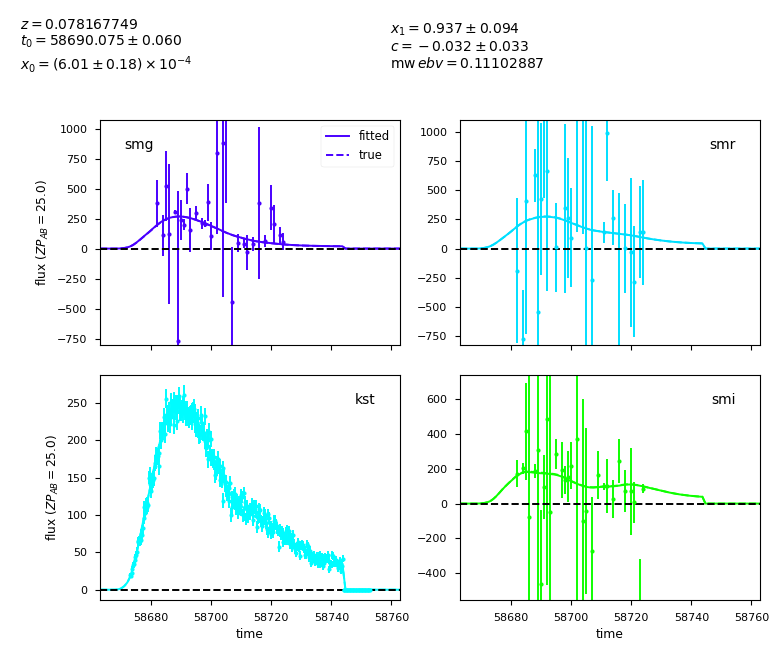 z = 0.078167749
t₀ = 58690.075 ± 0.060
x₀ = (6.01 ± 0.18) × 10⁻⁴
x₁ = 0.937 ± 0.094
c = −0.032 ± 0.033
mw ebv = 0.11102887
smg
fitted
true
1000
750
500
250
0
−250
−500
−750
flux (ZP_AB = 25.0)
smr
1000
750
500
250
0
−250
−500
−750
kst
250
200
150
100
50
0
flux (ZP_AB = 25.0)
58680 58700 58720 58740 58760
time
smi
600
400
200
0
−200
−400
58680 58700 58720 58740 58760
time